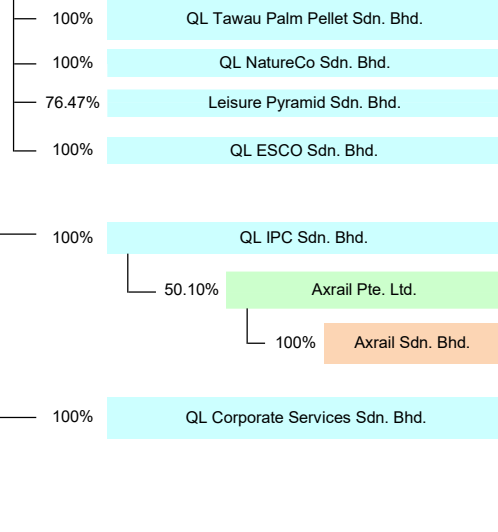 100% QL Tawau Palm Pellet Sdn. Bhd.
100% QL NatureCo Sdn. Bhd.
76.47% Leisure Pyramid Sdn. Bhd.
100% QL ESCO Sdn. Bhd.
100% QL IPC Sdn. Bhd.
50.10% Axrail Pte. Ltd.
100% Axrail Sdn. Bhd.
100% QL Corporate Services Sdn. Bhd.